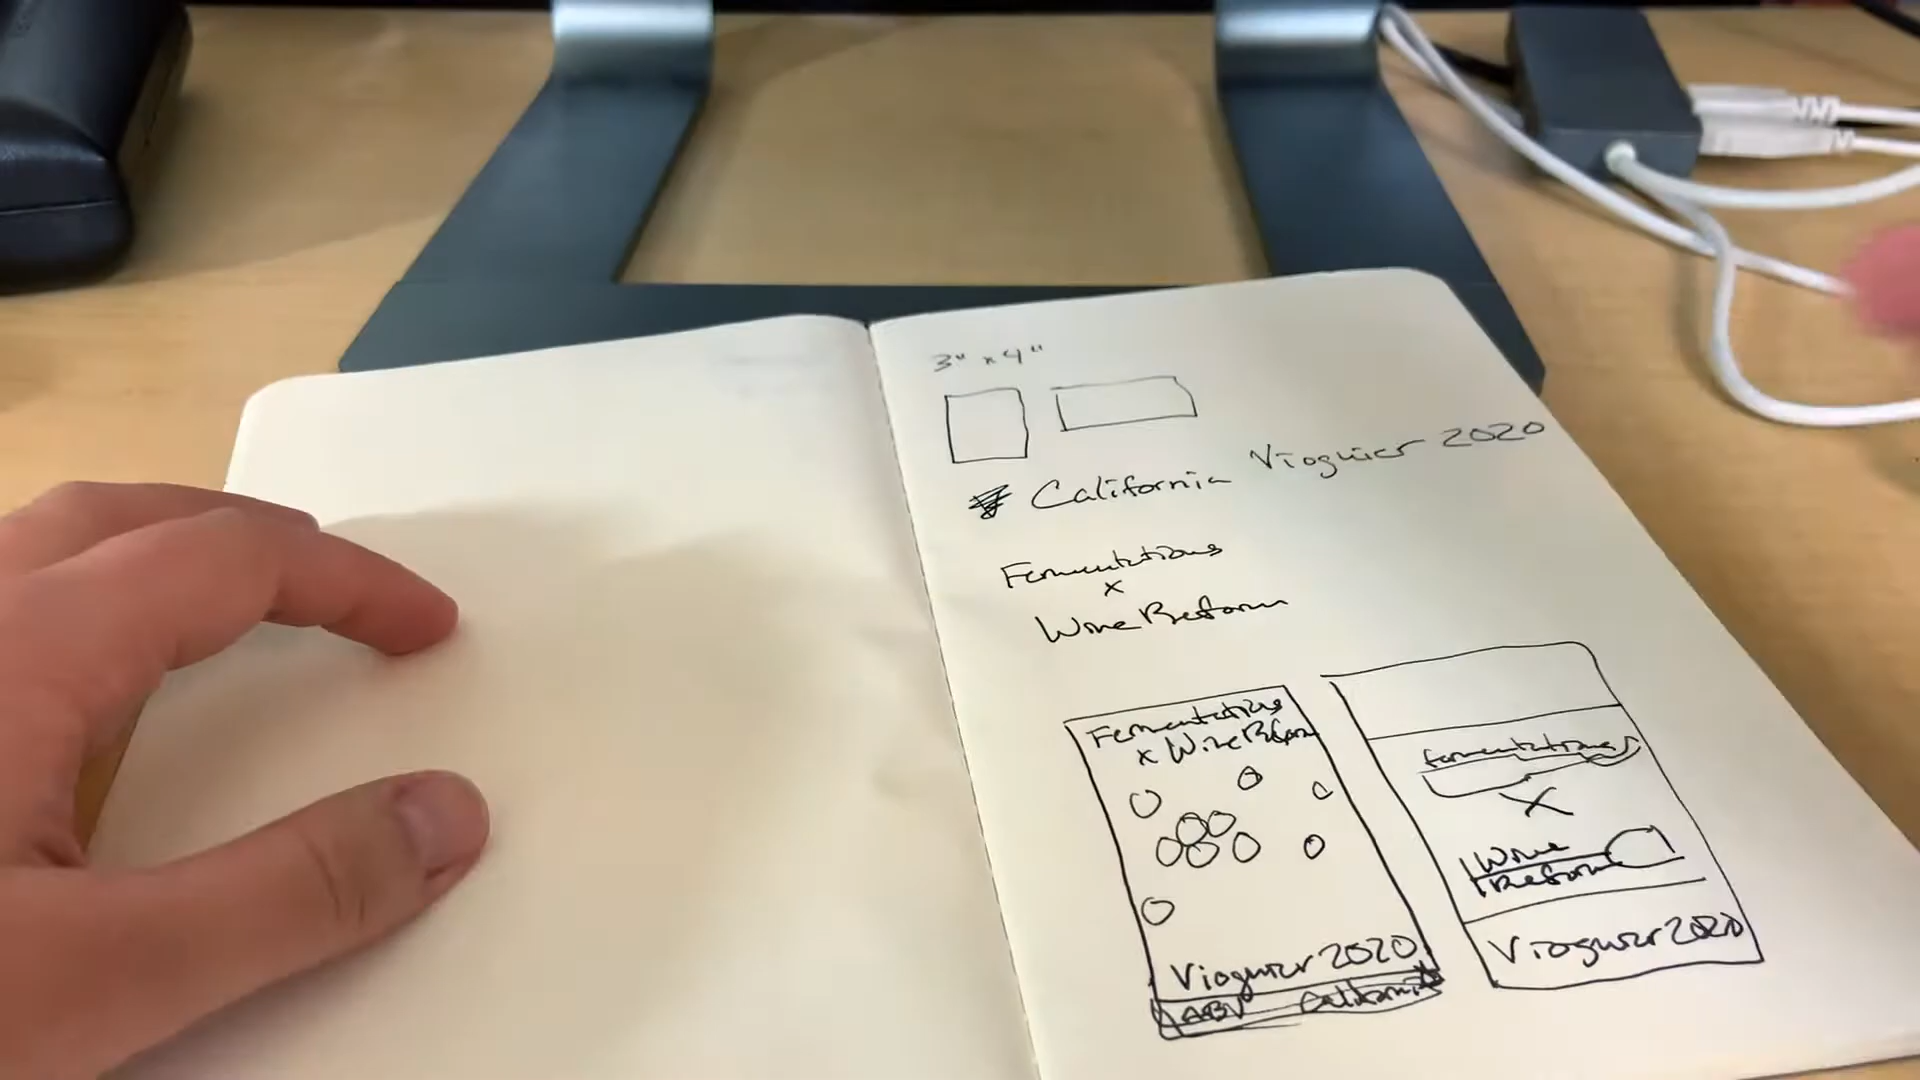 3" x 4"
California Viognier 2020
Fermentations
x
Wine Reform
Fermentations
x Wine Reform
Viognier 2020
ABV California
fermentations
X
Wine
Reform
Viognier 2020